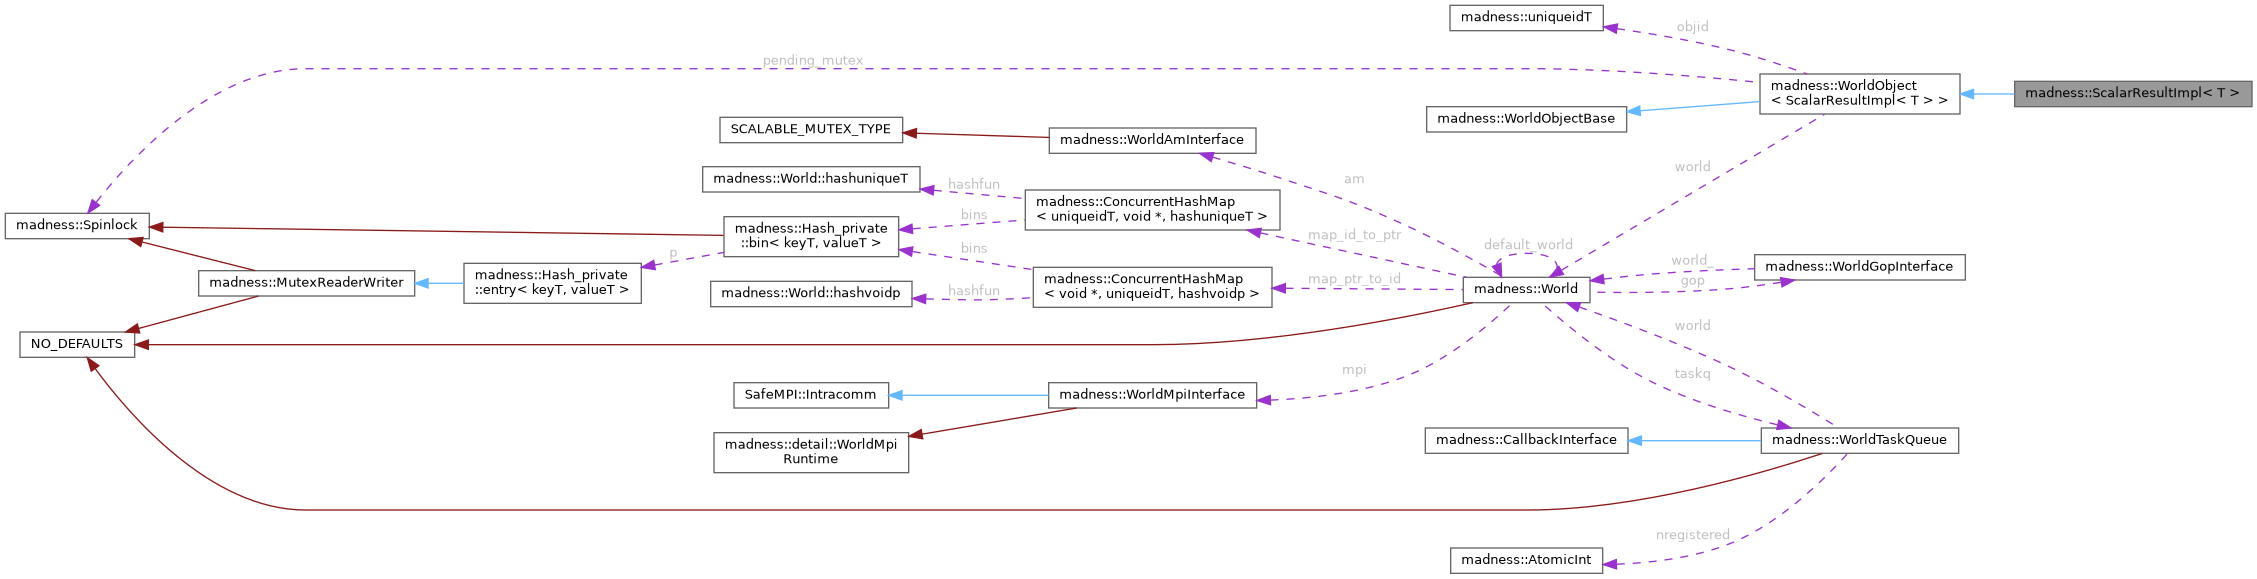 madness::uniqueidT
objid
pending_mutex
madness::WorldObject
< ScalarResultImpl< T > >
madness::ScalarResultImpl< T >
madness::WorldObjectBase
SCALABLE_MUTEX_TYPE
madness::WorldAmInterface
world
madness::World::hashuniqueT
hashfun
am
madness::ConcurrentHashMap
< uniqueidT, void *, hashuniqueT >
bins
madness::Spinlock
madness::Hash_private
::bin< keyT, valueT >
map_id_to_ptr
default_world
bins
p
world_
madness::WorldGopInterface
madness::MutexReaderWriter
madness::Hash_private
::entry< keyT, valueT >
madness::ConcurrentHashMap
< void *, uniqueidT, hashvoidp >
map_ptr_to_id
gop
madness::World::hashvoidp
hashfun
madness::World
world
NO_DEFAULTS
mpi
taskq
SafeMPI::Intracomm
madness::WorldMpiInterface
madness::detail::WorldMpi
Runtime
madness::CallbackInterface
madness::WorldTaskQueue
nregistered
madness::AtomicInt